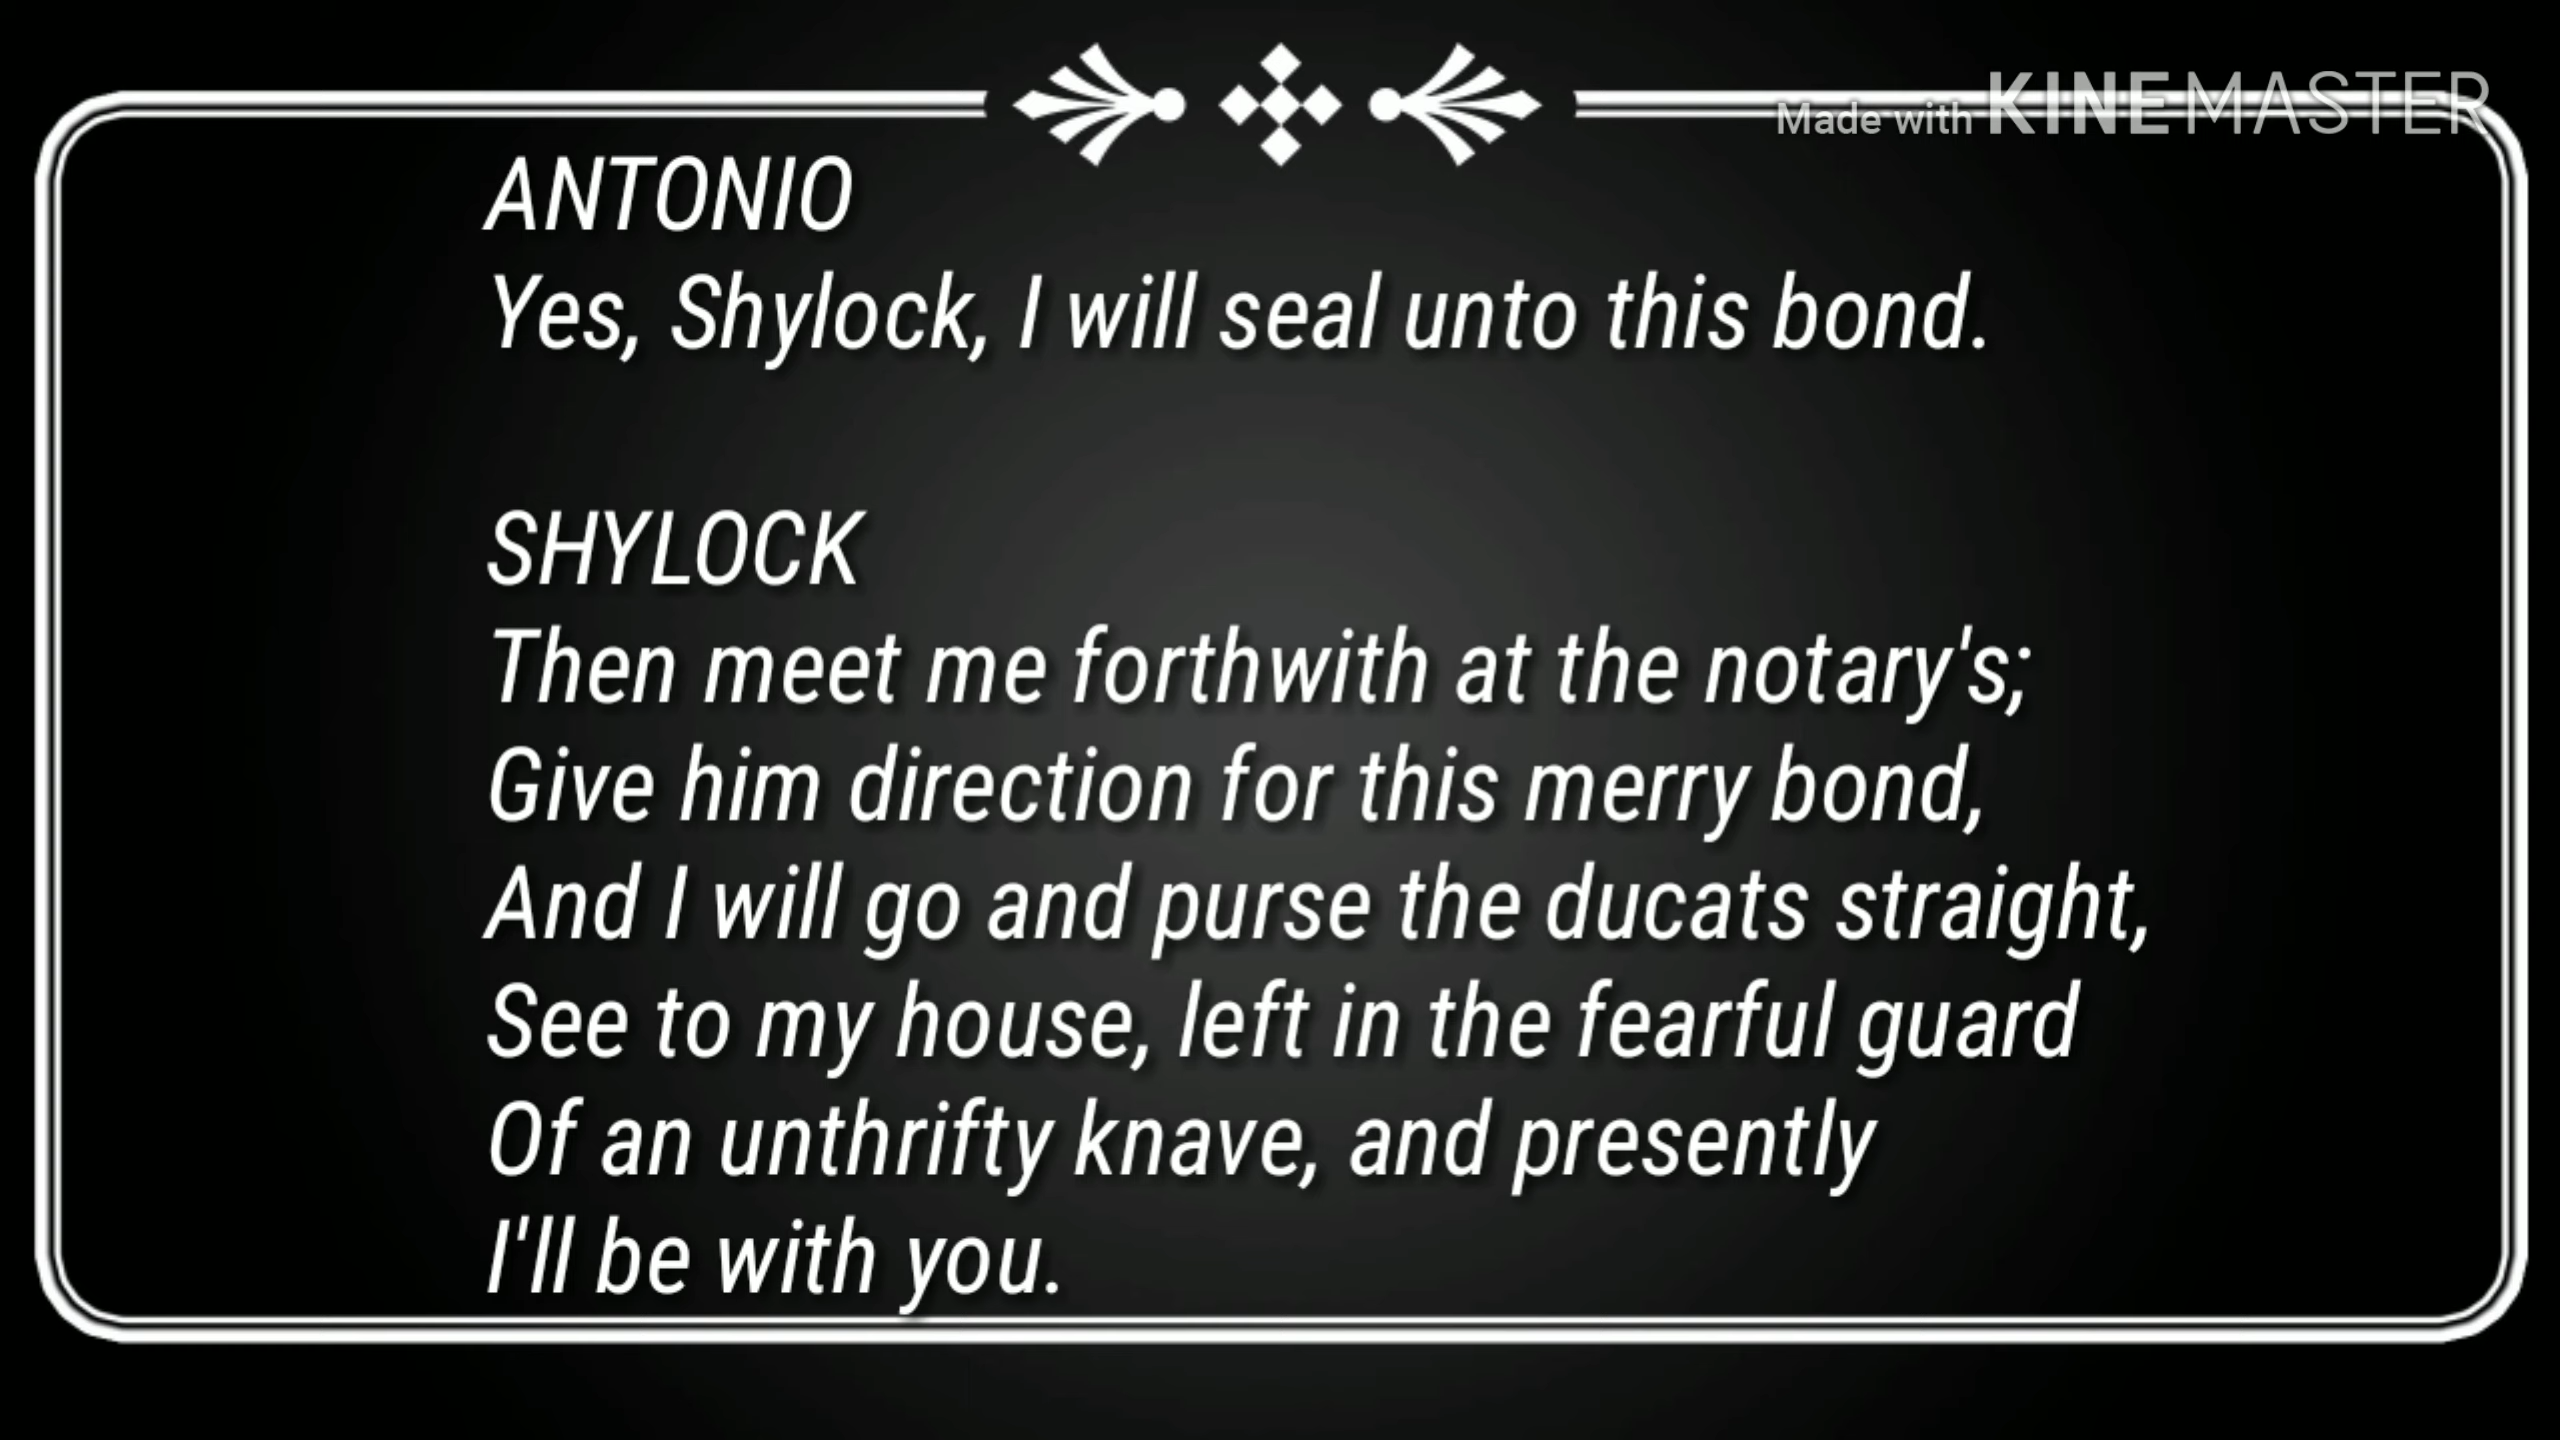 Made with KINEMASTER
ANTONIO
Yes, Shylock, I will seal unto this bond.
SHYLOCK
Then meet me forthwith at the notary's;
Give him direction for this merry bond,
And I will go and purse the ducats straight,
See to my house, left in the fearful guard
Of an unthrifty knave, and presently
I'll be with you.